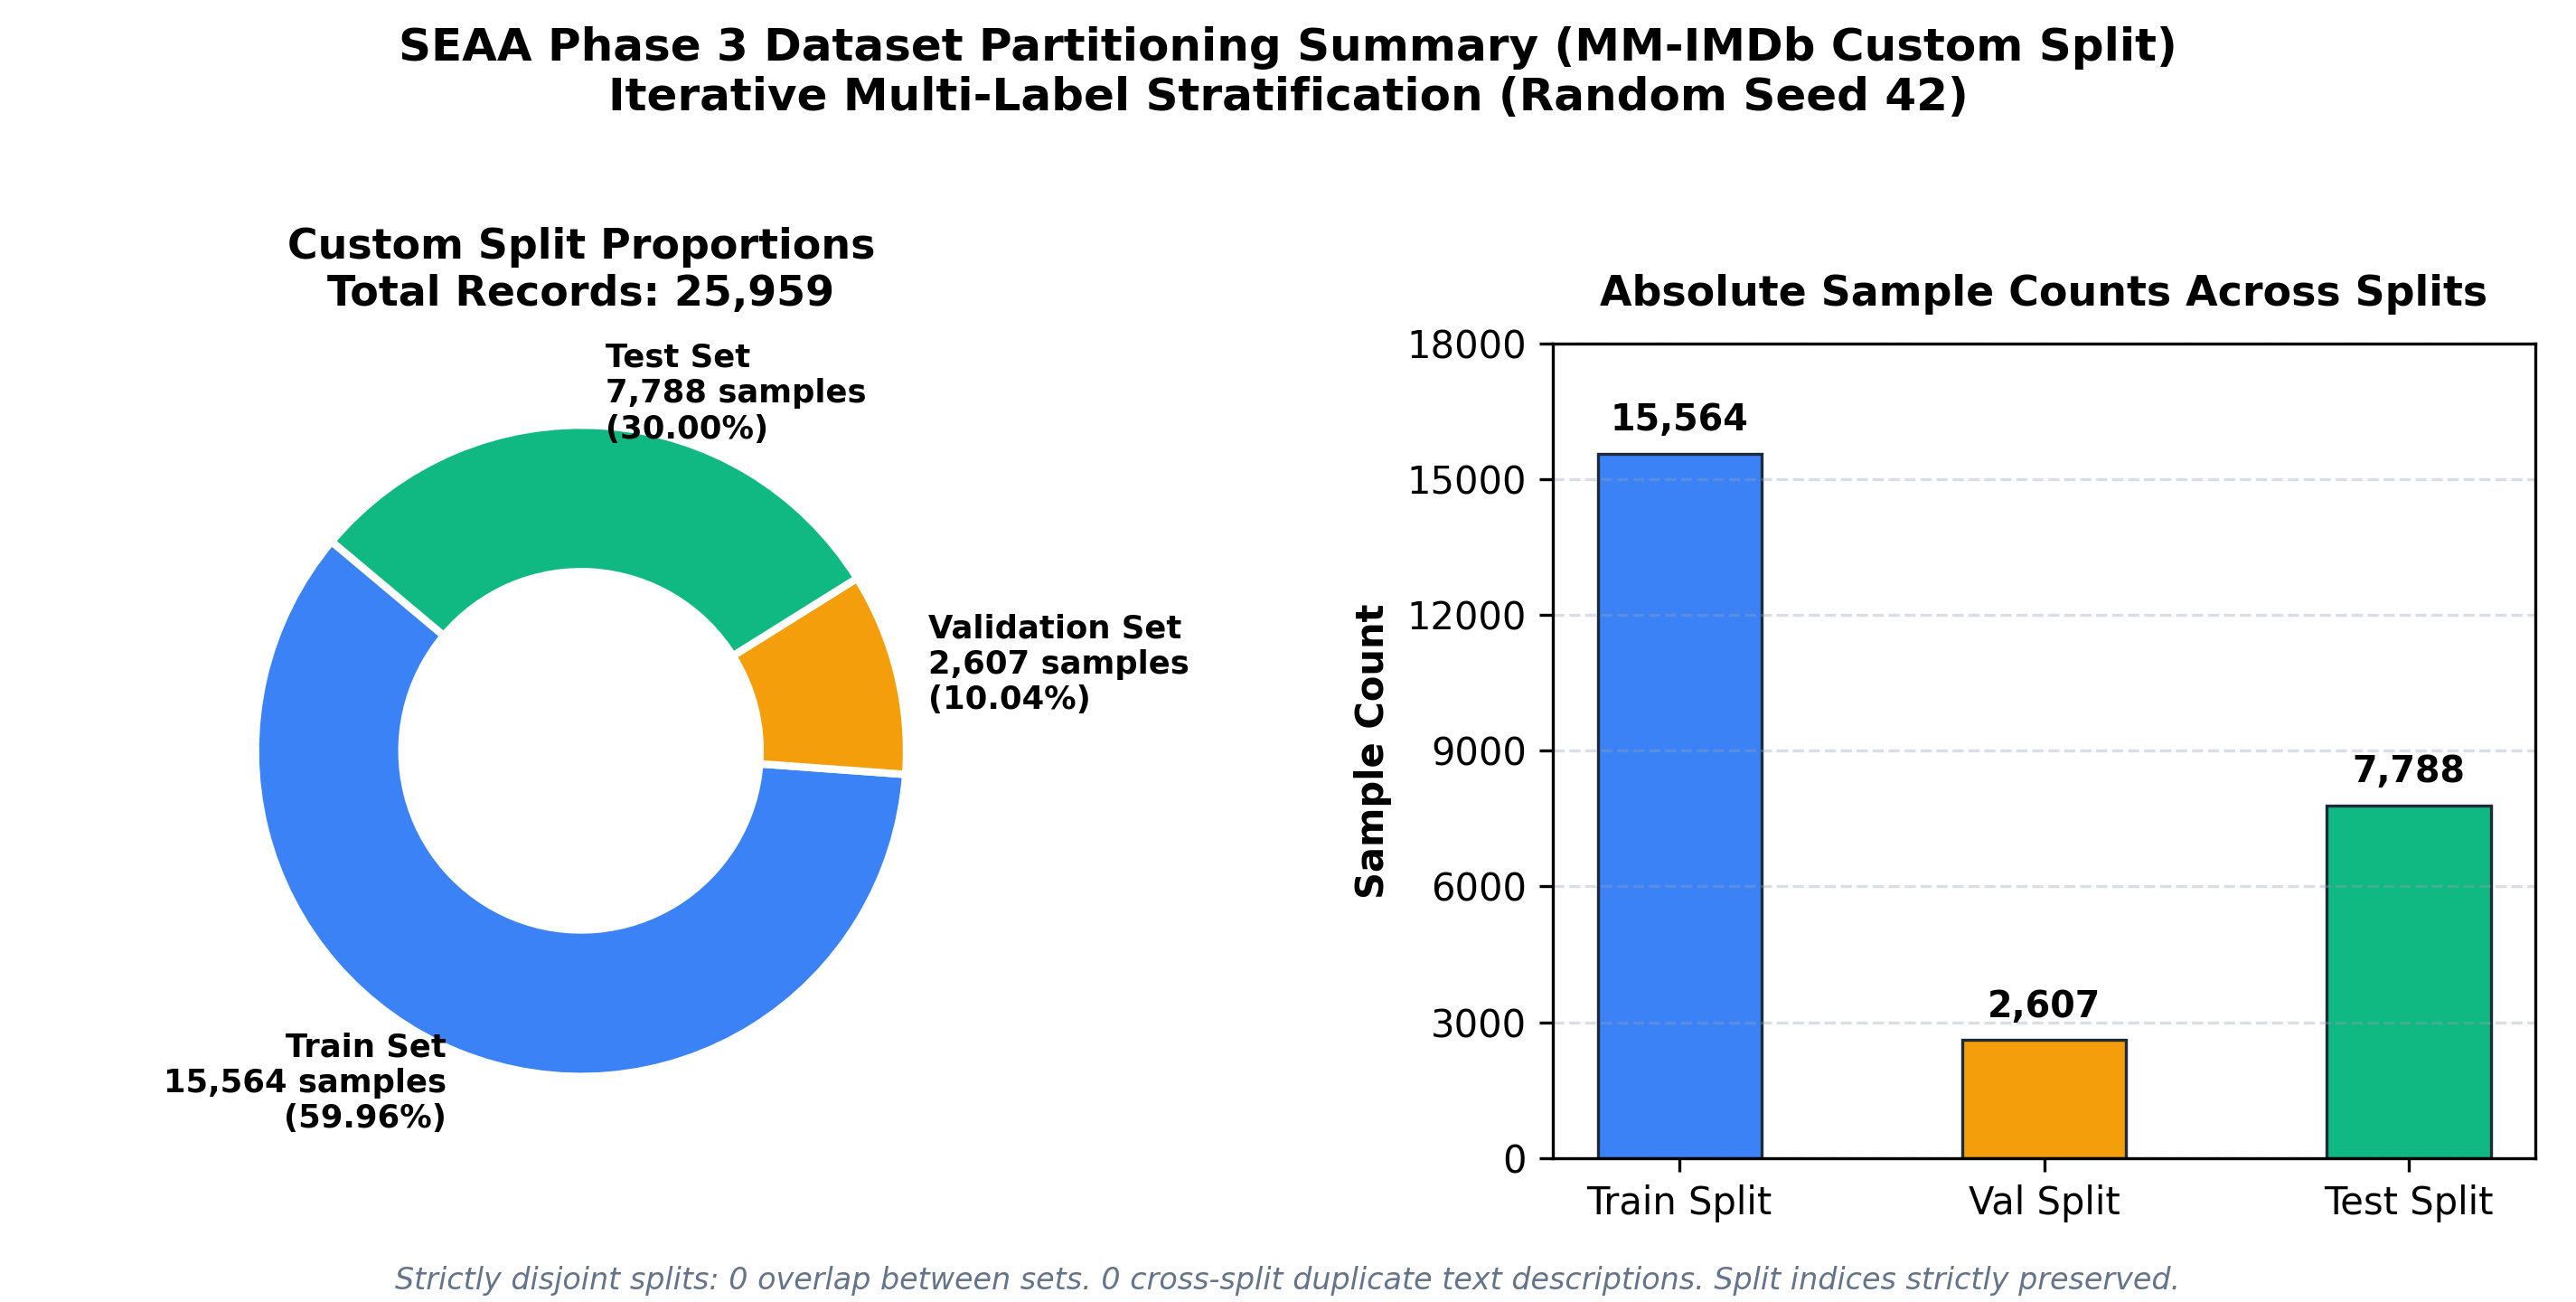 SEAA Phase 3 Dataset Partitioning Summary (MM-IMDb Custom Split)
Iterative Multi-Label Stratification (Random Seed 42)
Custom Split Proportions
Total Records: 25,959
Test Set
7,788 samples
(30.00%)
Validation Set
2,607 samples
(10.04%)
Train Set
15,564 samples
(59.96%)
Absolute Sample Counts Across Splits
Sample Count
18000
15000
12000
9000
6000
3000
0
15,564
2,607
7,788
Train Split
Val Split
Test Split
Strictly disjoint splits: 0 overlap between sets. 0 cross-split duplicate text descriptions. Split indices strictly preserved.